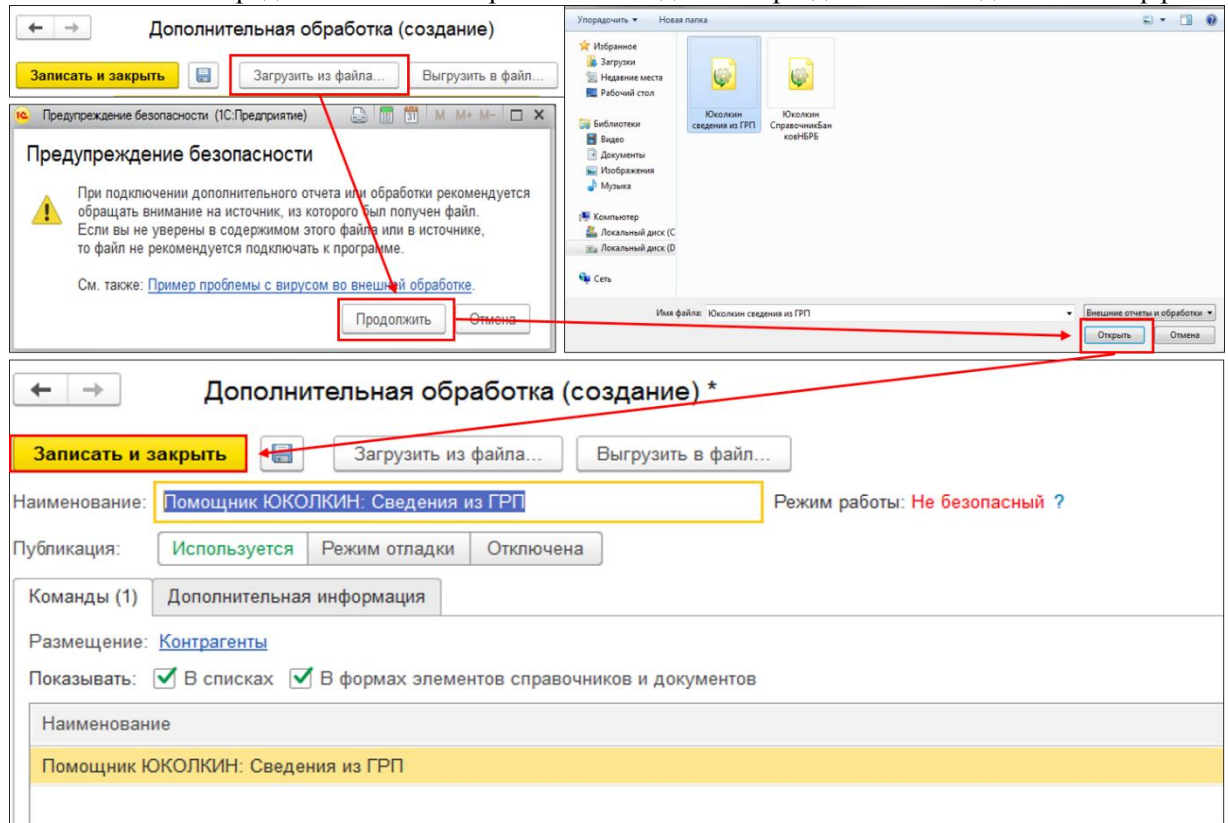 Дополнительная обработка (создание)
Записать и закрыть
Загрузить из файла...
Выгрузить в файл...
Предупреждение безопасности (1С:Предприятие)
31
M M+ M-
Предупреждение безопасности
При подключении дополнительного отчета или обработки рекомендуется
обращать внимание на источник, из которого был получен файл.
Если вы не уверены в содержимом этого файла или в источнике,
то файл не рекомендуется подключать к программе.
См. также: Пример проблемы с вирусом во внешней обработке.
Продолжить
Отмена
Упорядочить
Новая папка
Избранное
Загрузки
Недавние места
Рабочий стол
Библиотеки
Видео
Документы
Изображения
Музыка
Компьютер
Локальный диск (C
Локальный диск (D
Сеть
Юколкин
сведения из ГРП
Юколкин
СправочникБан
ковНБРБ
Имя файла: Юколкин сведения из ГРП
Внешние отчеты и обработки
Открыть
Отмена
Дополнительная обработка (создание) *
Записать и закрыть
Загрузить из файла...
Выгрузить в файл...
Наименование: Помощник ЮКОЛКИН: Сведения из ГРП
Режим работы: Не безопасный ?
Публикация: Используется Режим отладки Отключена
Команды (1) Дополнительная информация
Размещение: Контрагенты
Показывать: В списках В формах элементов справочников и документов
Наименование
Помощник ЮКОЛКИН: Сведения из ГРП